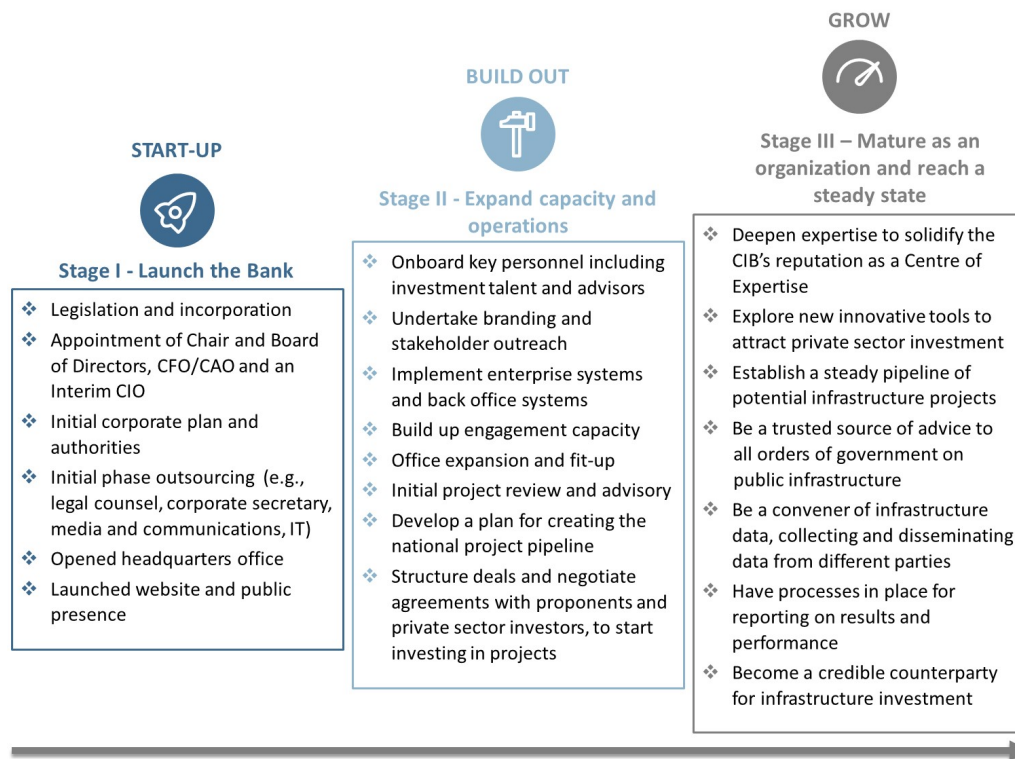 START-UP
Stage I - Launch the Bank
Legislation and incorporation
Appointment of Chair and Board
of Directors, CFO/CAO and an
Interim CIO
Initial corporate plan and
authorities
Initial phase outsourcing (e.g.,
legal counsel, corporate secretary,
media and communications, IT)
Opened headquarters office
Launched website and public
presence
BUILD OUT
Stage II - Expand capacity and
operations
Onboard key personnel including
investment talent and advisors
Undertake branding and
stakeholder outreach
Implement enterprise systems
and back office systems
Build up engagement capacity
Office expansion and fit-up
Initial project review and advisory
Develop a plan for creating the
national project pipeline
Structure deals and negotiate
agreements with proponents and
private sector investors, to start
investing in projects
GROW
Stage III – Mature as an
organization and reach a
steady state
Deepen expertise to solidify the
CIB's reputation as a Centre of
Expertise
Explore new innovative tools to
attract private sector investment
Establish a steady pipeline of
potential infrastructure projects
Be a trusted source of advice to
all orders of government on
public infrastructure
Be a convener of infrastructure
data, collecting and disseminating
data from different parties
Have processes in place for
reporting on results and
performance
Become a credible counterparty
for infrastructure investment